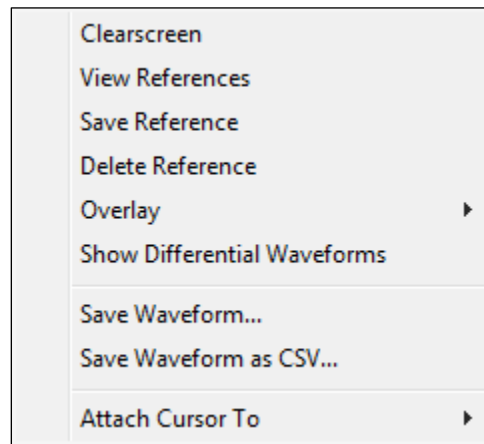 Clearscreen
View References
Save Reference
Delete Reference
Overlay
Show Differential Waveforms
Save Waveform...
Save Waveform as CSV...
Attach Cursor To